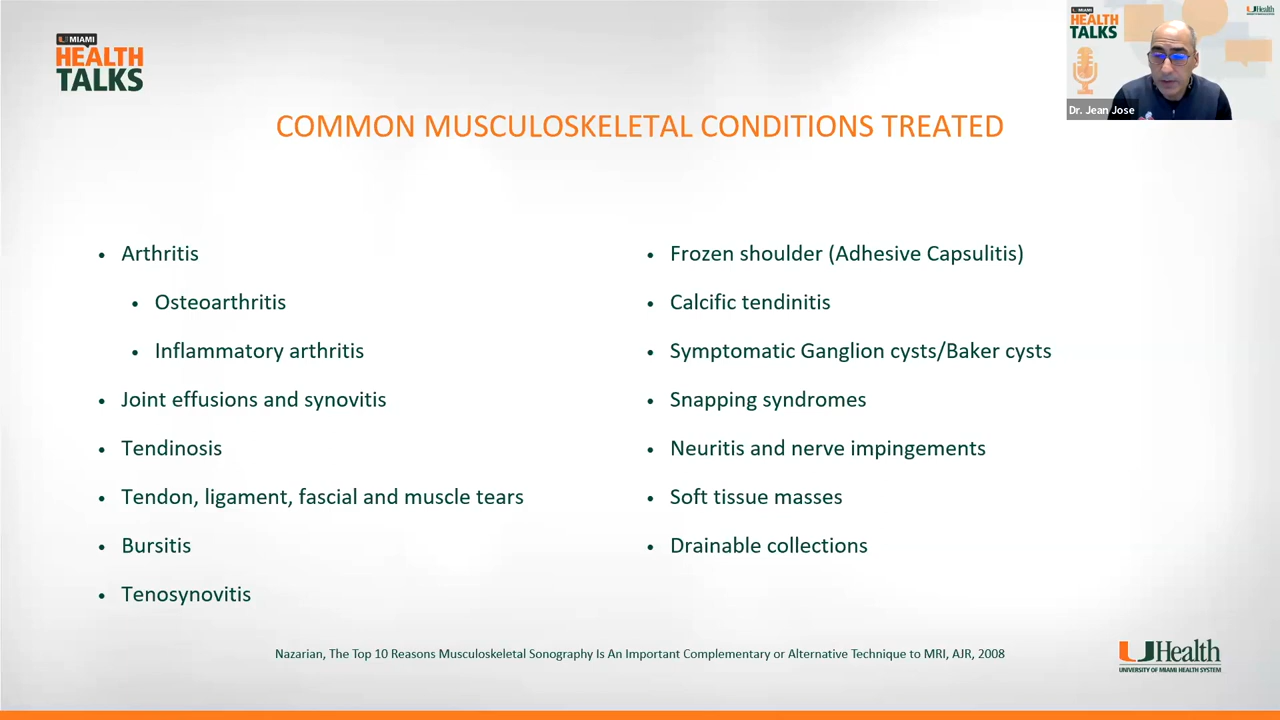 U MIAMI
HEALTH
TALKS
U MIAMI
HEALTH
TALKS
UHealth
Dr. Jean Jose
COMMON MUSCULOSKELETAL CONDITIONS TREATED
• Arthritis
• Osteoarthritis
• Inflammatory arthritis
• Joint effusions and synovitis
• Tendinosis
• Tendon, ligament, fascial and muscle tears
• Bursitis
• Tenosynovitis
• Frozen shoulder (Adhesive Capsulitis)
• Calcific tendinitis
• Symptomatic Ganglion cysts/Baker cysts
• Snapping syndromes
• Neuritis and nerve impingements
• Soft tissue masses
• Drainable collections
Nazarian, The Top 10 Reasons Musculoskeletal Sonography Is An Important Complementary or Alternative Technique to MRI, AJR, 2008
UHealth
UNIVERSITY OF MIAMI HEALTH SYSTEM